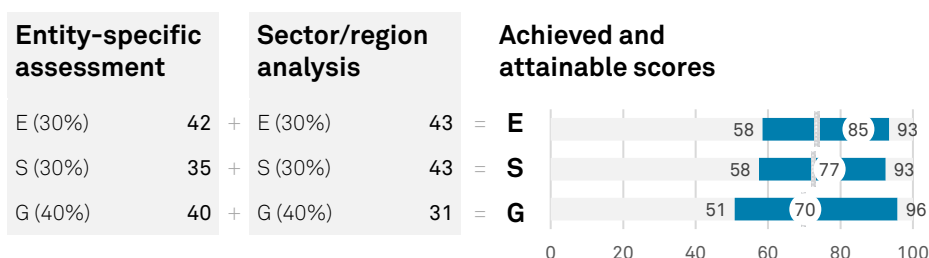 Entity-specific assessment
Sector/region analysis
Achieved and attainable scores
E (30%) 42 + E (30%) 43 = E 58 85 93
S (30%) 35 + S (30%) 43 = S 58 77 93
G (40%) 40 + G (40%) 31 = G 51 70 96
0 20 40 60 80 100